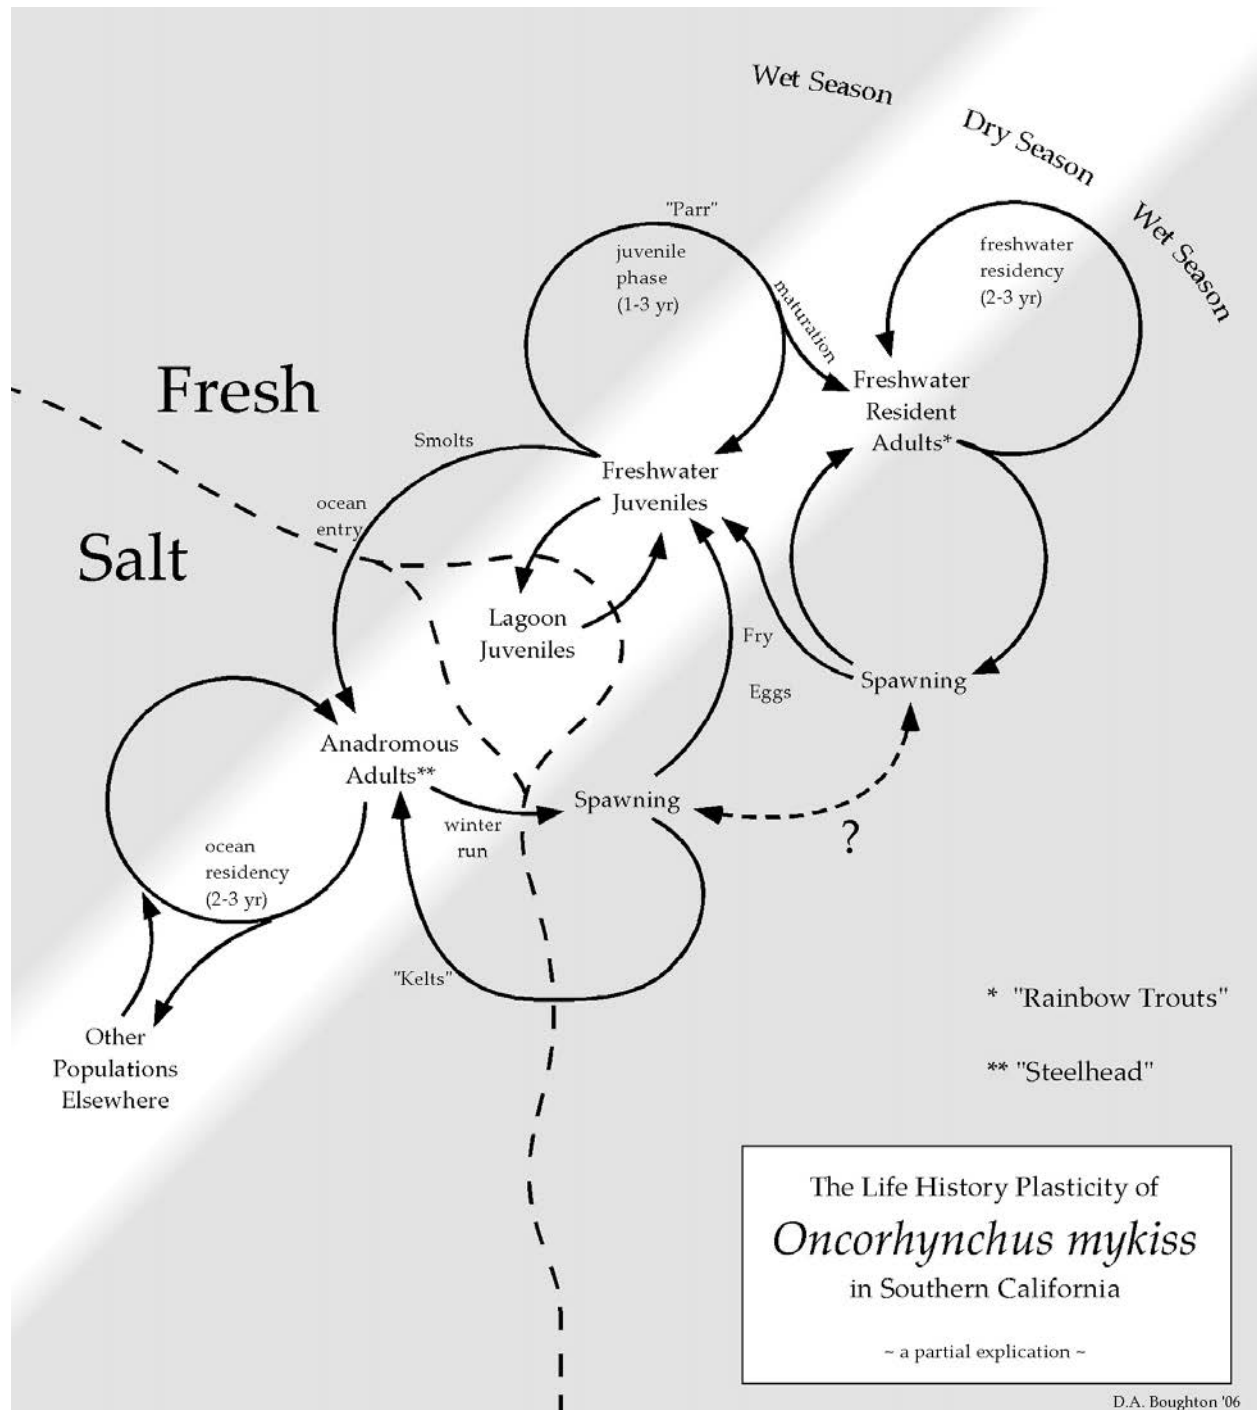 Wet Season
Dry Season
Wet Season
"Parr"
juvenile
phase
(1-3 yr)
maturation
freshwater
residency
(2-3 yr)
Fresh
Freshwater
Resident
Adults*
Smolts
Freshwater
Juveniles
ocean
entry
Salt
Lagoon
Juveniles
Fry
Eggs
Spawning
Anadromous
Adults**
Spawning
winter
run
?
ocean
residency
(2-3 yr)
"Kelts"
Other
Populations
Elsewhere
* "Rainbow Trouts"
** "Steelhead"
The Life History Plasticity of
Oncorhynchus mykiss
in Southern California
~ a partial explication ~
D.A. Boughton '06